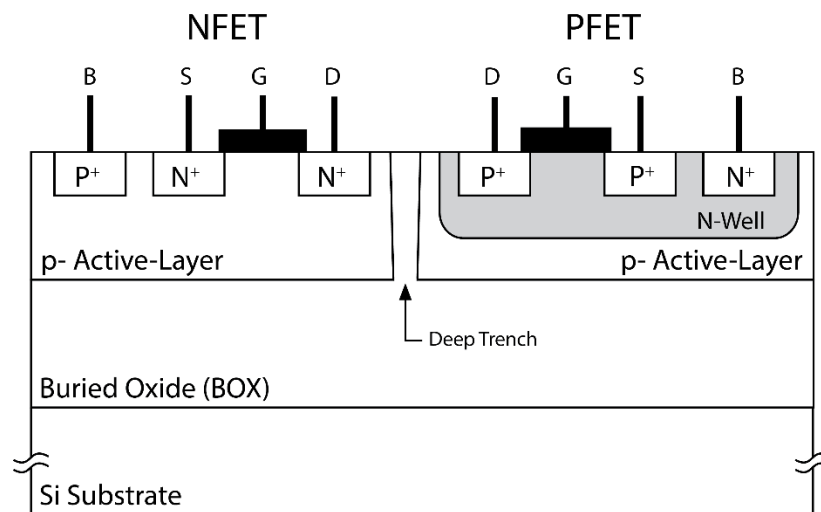 NFET PFET
B S G D D G S B
P⁺ N⁺ N⁺ P⁺ P⁺ N⁺
N-Well
p- Active-Layer p- Active-Layer
Deep Trench
Buried Oxide (BOX)
Si Substrate